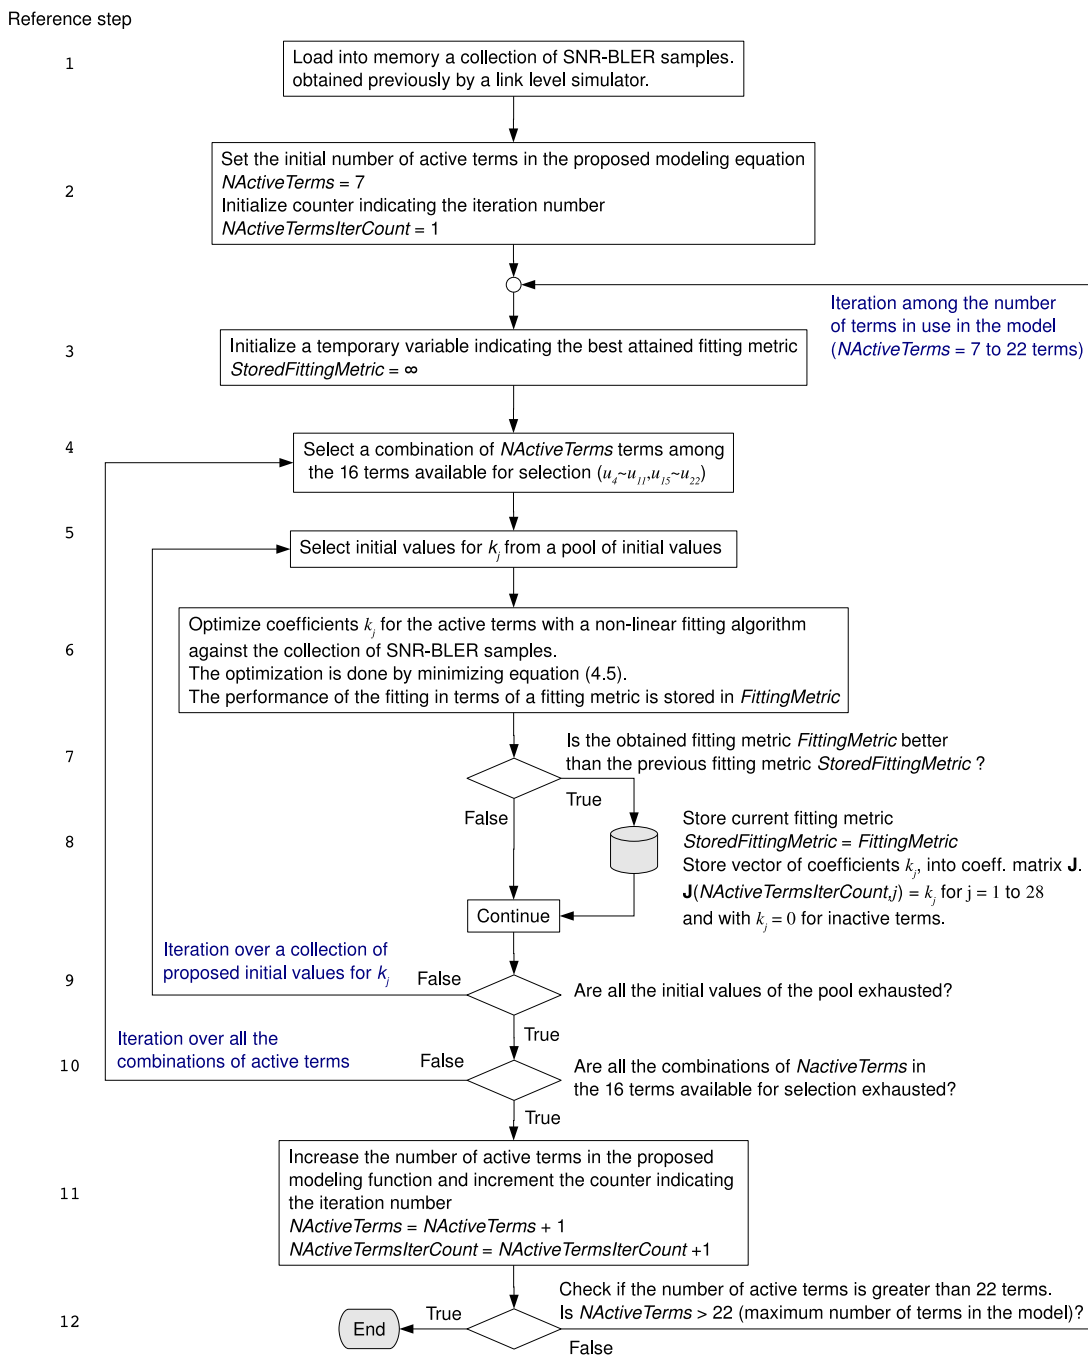 Reference step
1
Load into memory a collection of SNR-BLER samples.
obtained previously by a link level simulator.
2
Set the initial number of active terms in the proposed modeling equation
NActiveTerms = 7
Initialize counter indicating the iteration number
NActiveTermsIterCount = 1
Iteration among the number
of terms in use in the model
(NActiveTerms = 7 to 22 terms)
3
Initialize a temporary variable indicating the best attained fitting metric
StoredFittingMetric = ∞
4
Select a combination of NActiveTerms terms among
the 16 terms available for selection (u_4~u_11,u_15~u_22)
5
Select initial values for k_j from a pool of initial values
6
Optimize coefficients k_j for the active terms with a non-linear fitting algorithm
against the collection of SNR-BLER samples.
The optimization is done by minimizing equation (4.5).
The performance of the fitting in terms of a fitting metric is stored in FittingMetric
7
Is the obtained fitting metric FittingMetric better
than the previous fitting metric StoredFittingMetric ?
True
False
8
Store current fitting metric
StoredFittingMetric = FittingMetric
Store vector of coefficients k_j, into coeff. matrix J.
J(NActiveTermsIterCount,j) = k_j for j = 1 to 28
and with k_j = 0 for inactive terms.
Continue
Iteration over a collection of
proposed initial values for k_j
9
False
Are all the initial values of the pool exhausted?
True
Iteration over all the
combinations of active terms
10
False
Are all the combinations of NactiveTerms in
the 16 terms available for selection exhausted?
True
11
Increase the number of active terms in the proposed
modeling function and increment the counter indicating
the iteration number
NActiveTerms = NActiveTerms + 1
NActiveTermsIterCount = NActiveTermsIterCount +1
12
Check if the number of active terms is greater than 22 terms.
Is NActiveTerms > 22 (maximum number of terms in the model)?
True
End
False